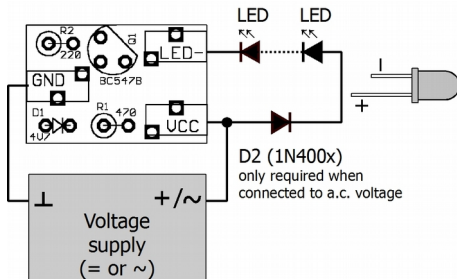 LED LED
R2
220
Q1
BC547B
LED-
GND
D1
4V7
R1 470
VCC
-
+
D2 (1N400x)
only required when
connected to a.c. voltage
⊥ +/~
Voltage
supply
(= or ~)